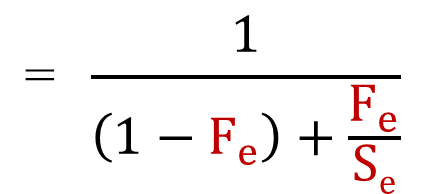 = 1
(1 − Fe) + Fe
Se